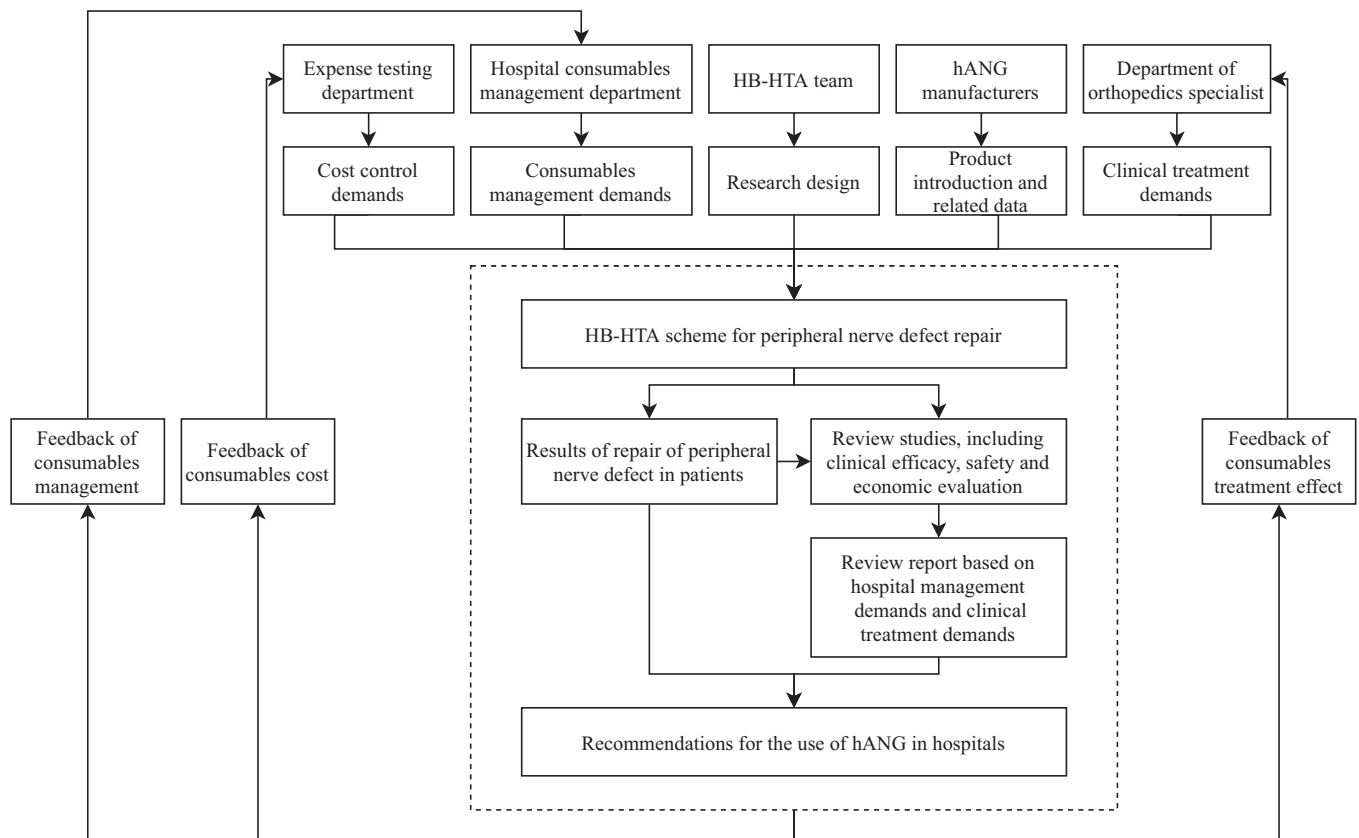 Expense testing
department
Hospital consumables
management department
HB-HTA team
hANG
manufacturers
Department of
orthopedics specialist
Cost control
demands
Consumables
management demands
Research design
Product
introduction and
related data
Clinical treatment
demands
HB-HTA scheme for peripheral nerve defect repair
Feedback of
consumables
management
Feedback of
consumables cost
Results of repair of peripheral
nerve defect in patients
Review studies, including
clinical efficacy, safety and
economic evaluation
Feedback of
consumables
treatment effect
Review report based on
hospital management
demands and clinical
treatment demands
Recommendations for the use of hANG in hospitals